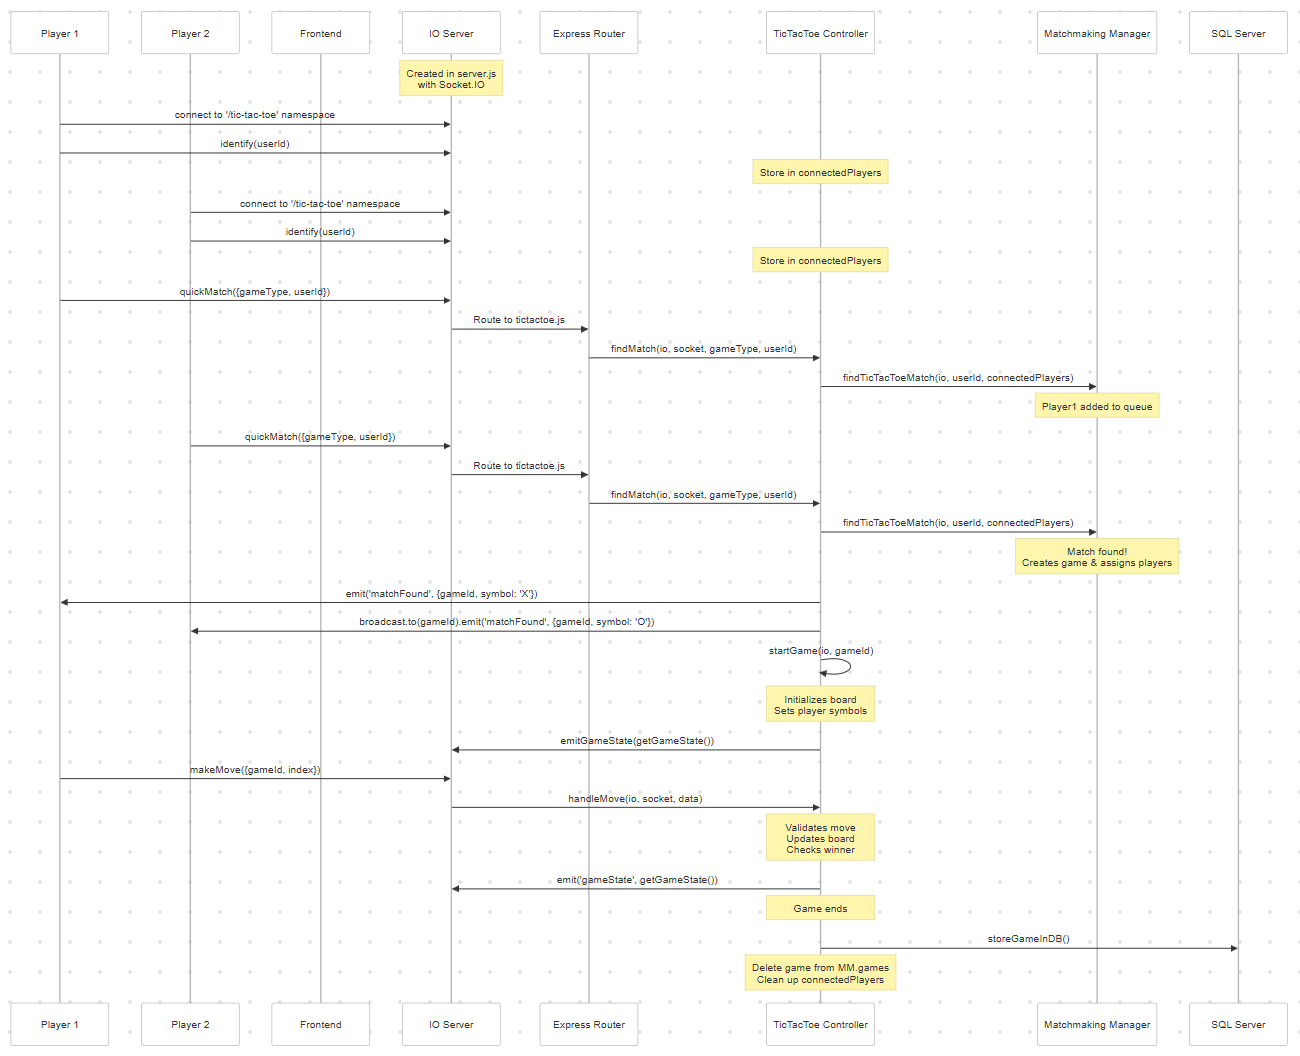 Player 1
Player 2
Frontend
IO Server
Express Router
TicTacToe Controller
Matchmaking Manager
SQL Server
Created in server.js
with Socket.IO
connect to '/tic-tac-toe' namespace
identify(userId)
Store in connectedPlayers
connect to '/tic-tac-toe' namespace
identify(userId)
Store in connectedPlayers
quickMatch({gameType, userId})
Route to tictactoe.js
findMatch(io, socket, gameType, userId)
findTicTacToeMatch(io, userId, connectedPlayers)
Player1 added to queue
quickMatch({gameType, userId})
Route to tictactoe.js
findMatch(io, socket, gameType, userId)
findTicTacToeMatch(io, userId, connectedPlayers)
Match found!
Creates game & assigns players
emit('matchFound', {gameId, symbol: 'X'})
broadcast.to(gameId).emit('matchFound', {gameId, symbol: 'O'})
startGame(io, gameId)
Initializes board
Sets player symbols
emitGameState(getGameState())
makeMove({gameId, index})
handleMove(io, socket, data)
Validates move
Updates board
Checks winner
emit('gameState', getGameState())
Game ends
storeGameInDB()
Delete game from MM.games
Clean up connectedPlayers
Player 1
Player 2
Frontend
IO Server
Express Router
TicTacToe Controller
Matchmaking Manager
SQL Server